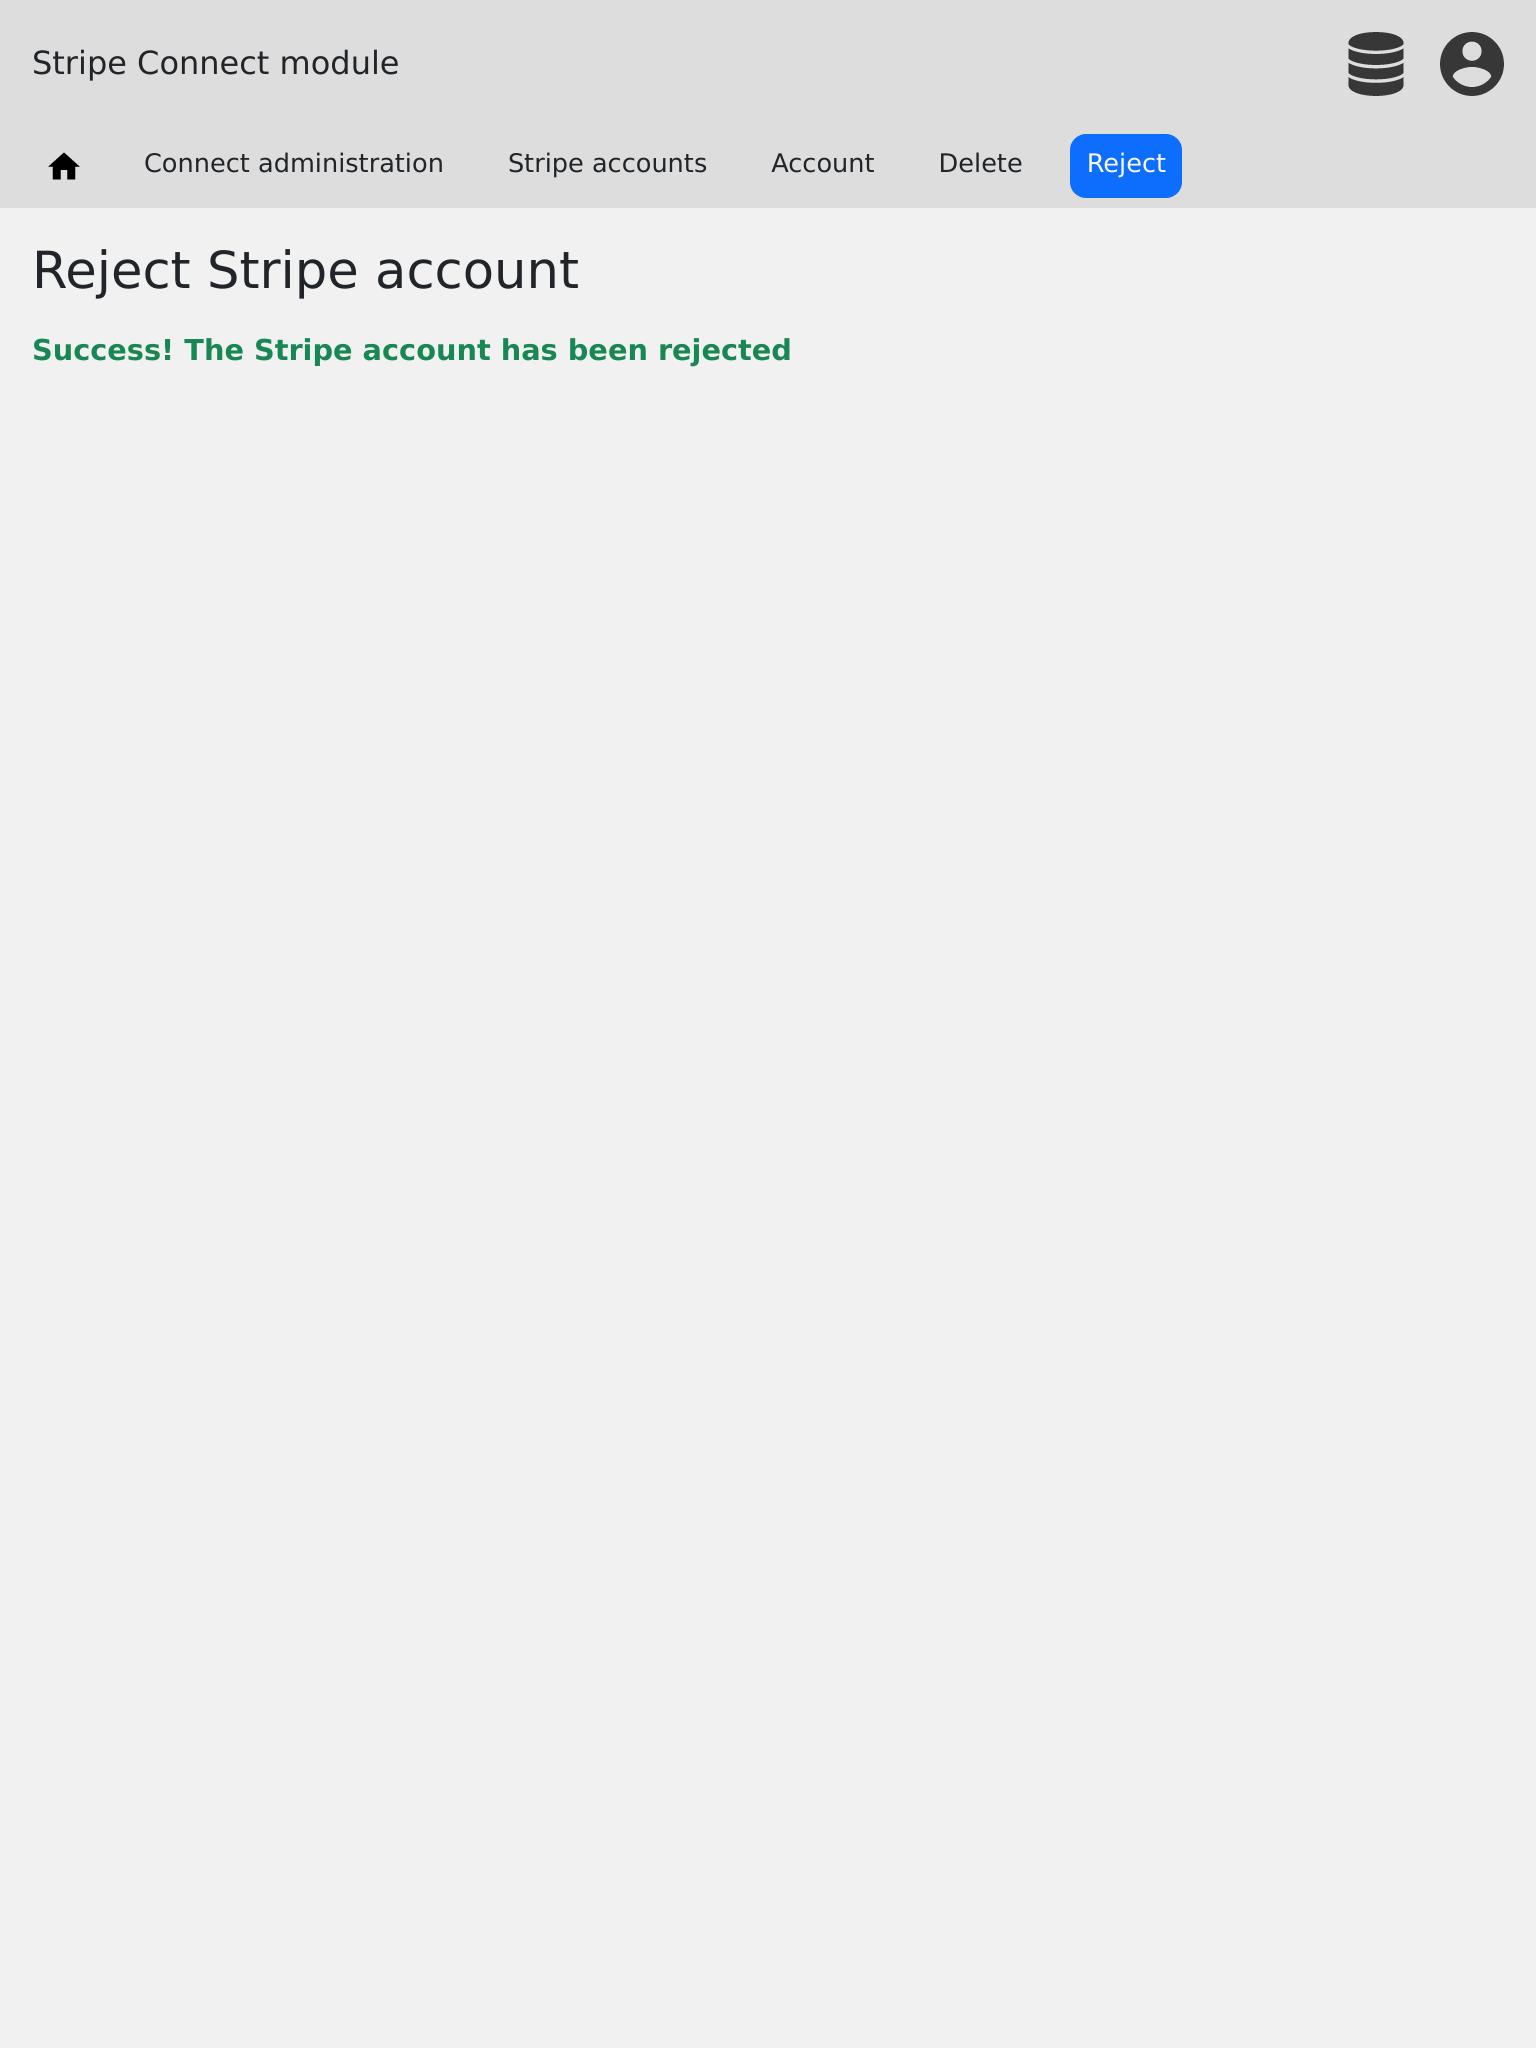 Stripe Connect module
Connect administration Stripe accounts Account Delete Reject
Reject Stripe account
Success! The Stripe account has been rejected